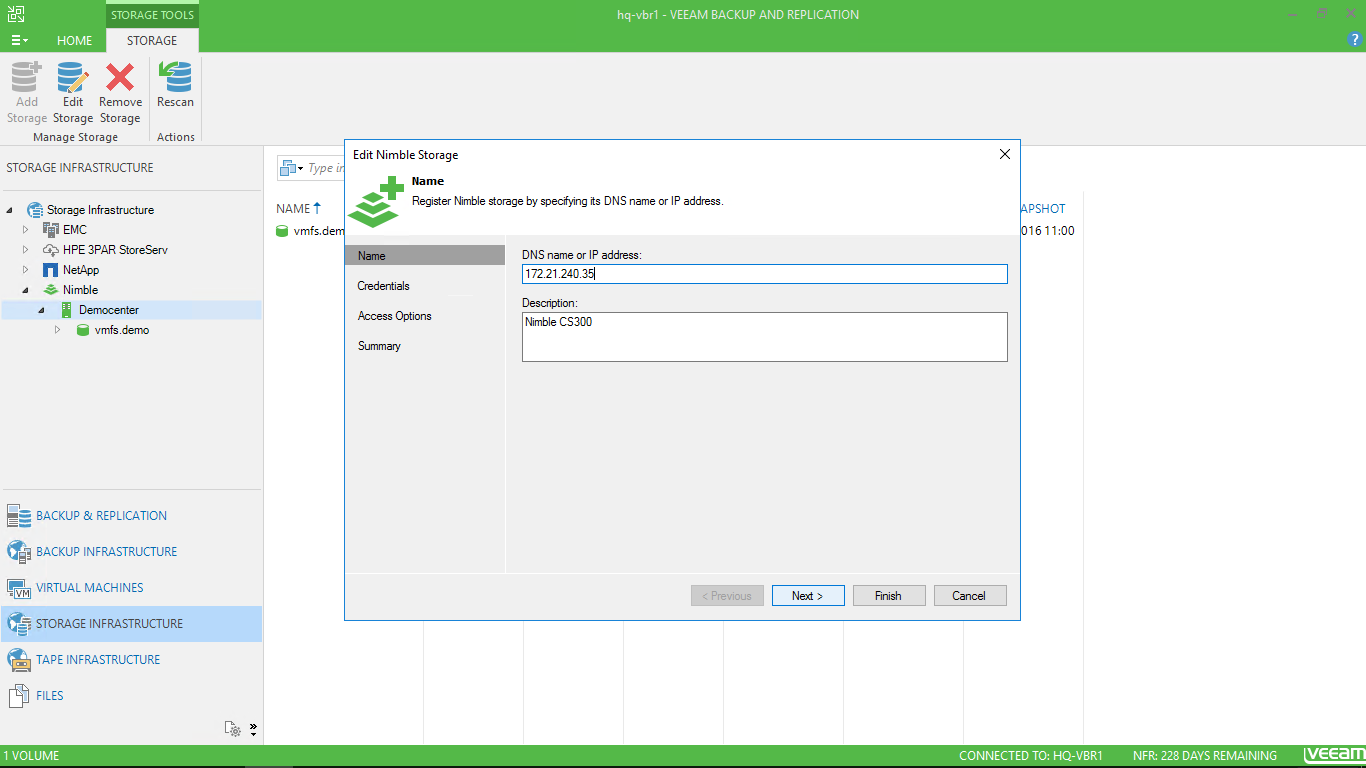 STORAGE TOOLS
hq-vbr1 - VEEAM BACKUP AND REPLICATION
HOME
STORAGE
?
Add Storage
Edit Storage
Remove Storage
Rescan
Manage Storage
Actions
STORAGE INFRASTRUCTURE
Storage Infrastructure
EMC
HPE 3PAR StoreServ
NetApp
Nimble
Democenter
vmfs.demo
BACKUP & REPLICATION
BACKUP INFRASTRUCTURE
VM
VIRTUAL MACHINES
STORAGE INFRASTRUCTURE
TAPE INFRASTRUCTURE
FILES
Type in
NAME
APSHOT
vmfs.dem
016 11:00
Edit Nimble Storage
Name
Register Nimble storage by specifying its DNS name or IP address.
Name
Credentials
Access Options
Summary
DNS name or IP address:
172.21.240.35
Description:
Nimble CS300
< Previous
Next >
Finish
Cancel
1 VOLUME
CONNECTED TO: HQ-VBR1
NFR: 228 DAYS REMAINING
veeam